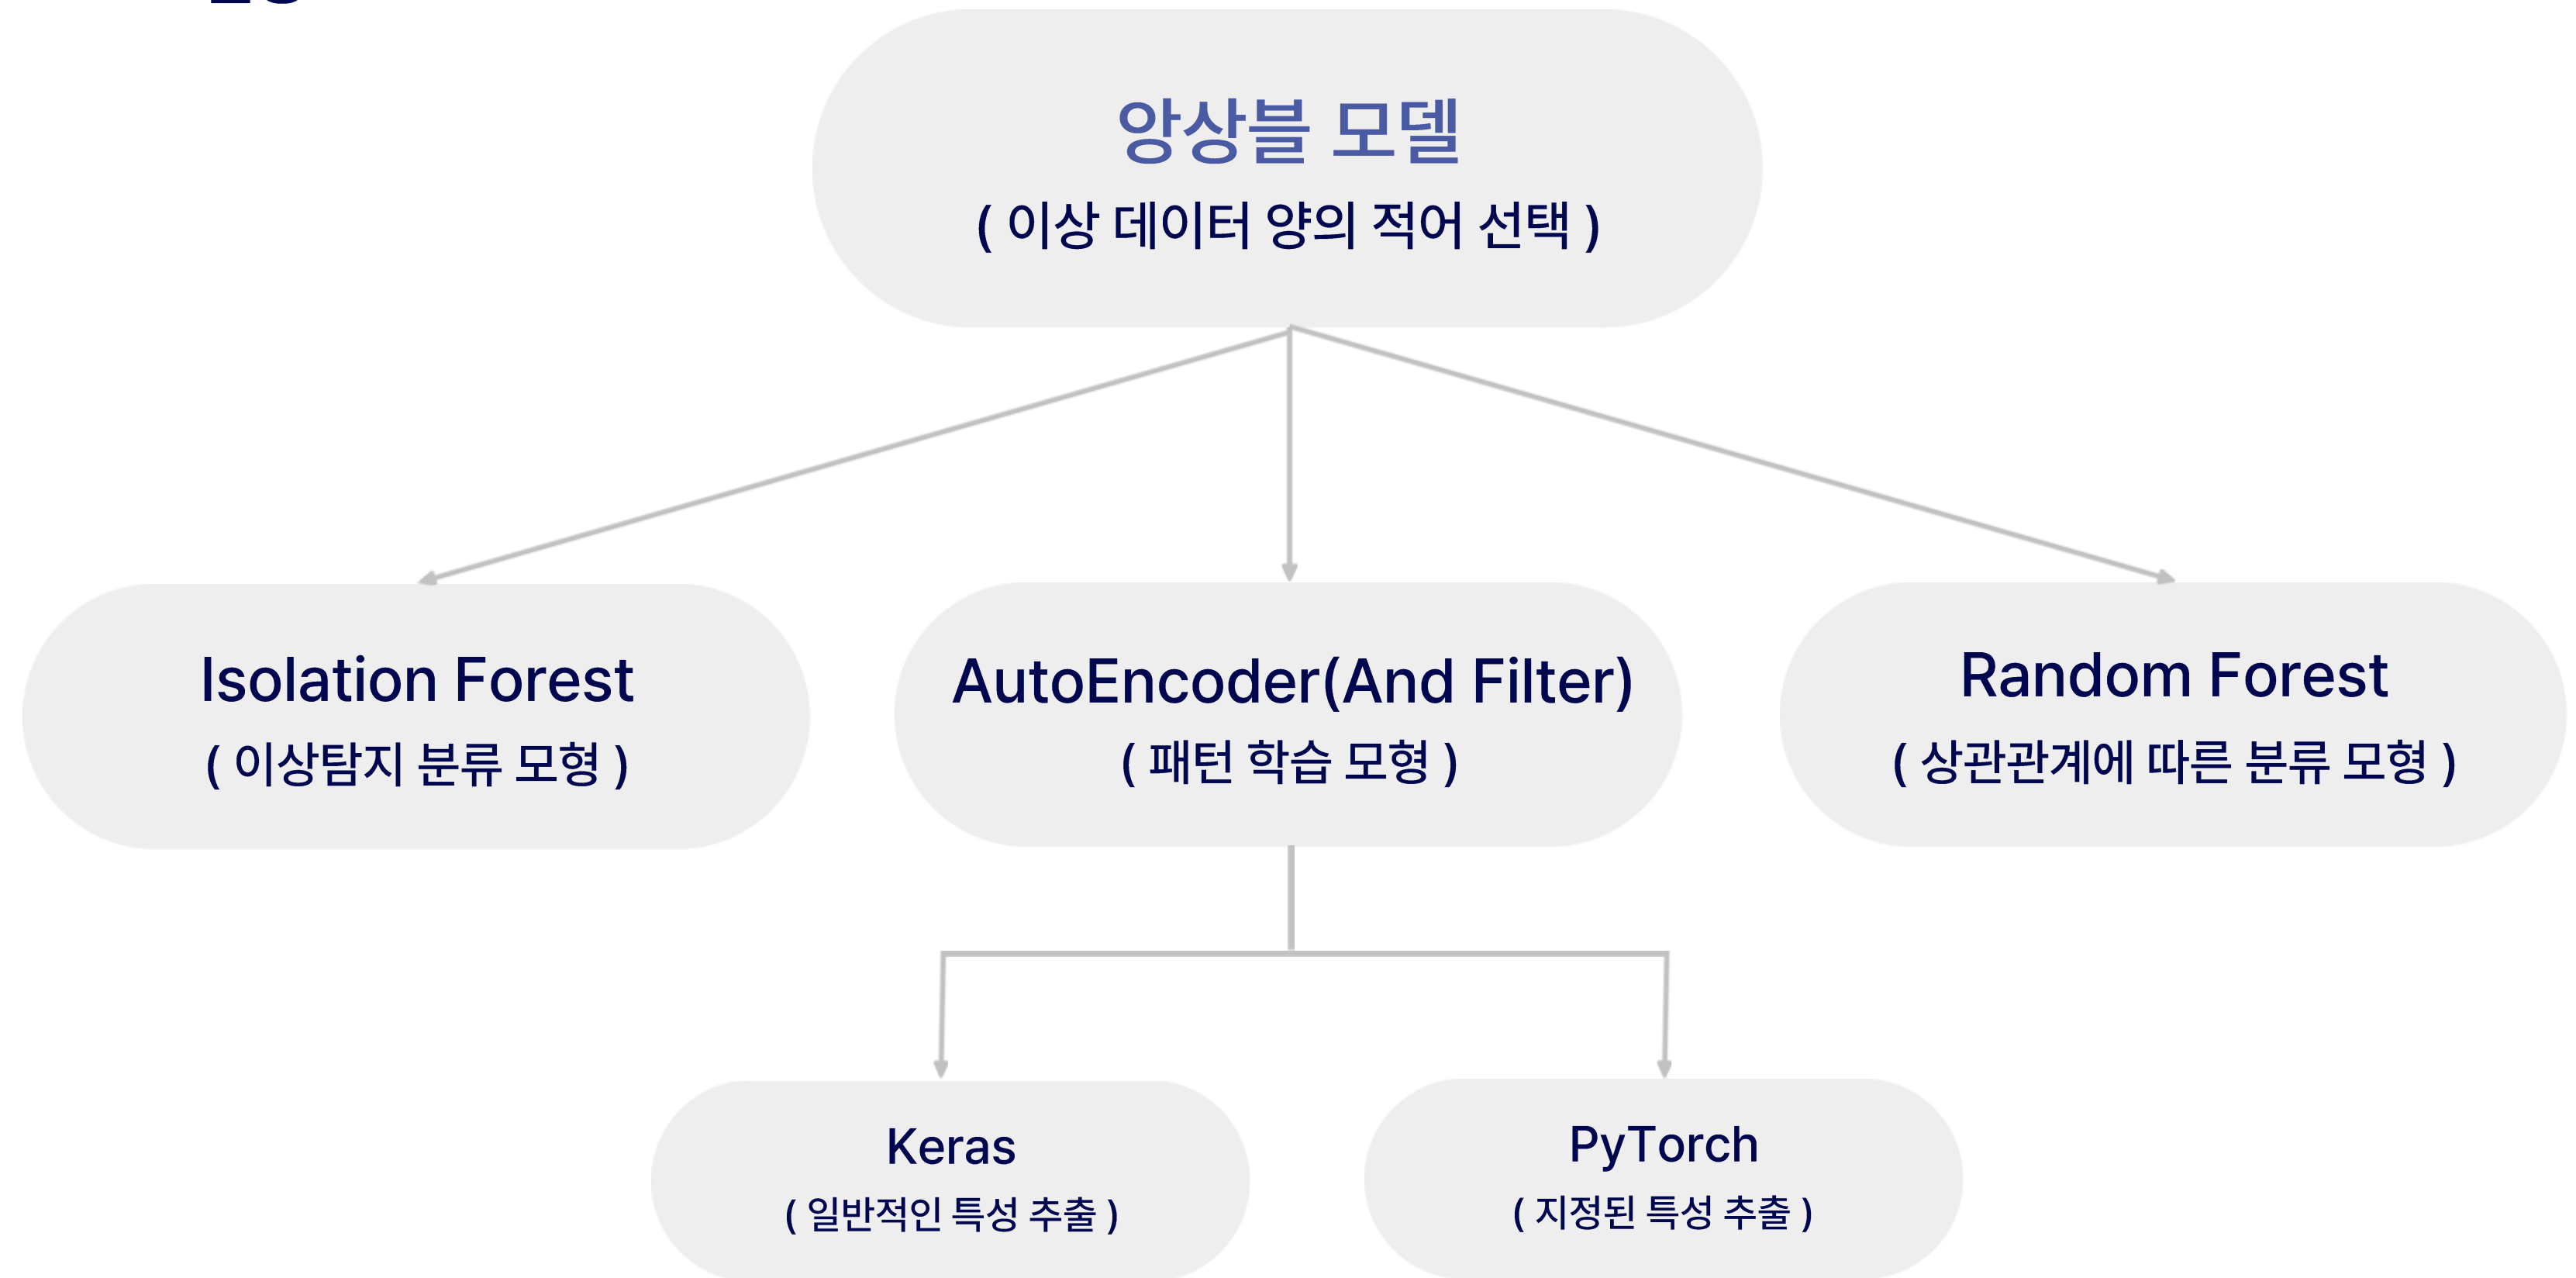 앙상블 모델
( 이상 데이터 양의 적어 선택 )
Isolation Forest
( 이상탐지 분류 모형 )
AutoEncoder(And Filter)
( 패턴 학습 모형 )
Random Forest
( 상관관계에 따른 분류 모형 )
Keras
( 일반적인 특성 추출 )
PyTorch
( 지정된 특성 추출 )